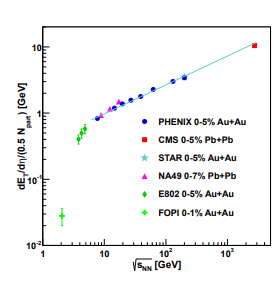 dE_T/dη/(0.5 N_part) [GeV]
10
1
10^-1
10^-2
PHENIX 0-5% Au+Au
CMS 0-5% Pb+Pb
STAR 0-5% Au+Au
NA49 0-7% Pb+Pb
E802 0-5% Au+Au
FOPI 0-1% Au+Au
1 10 10^2 10^3
√s_NN [GeV]